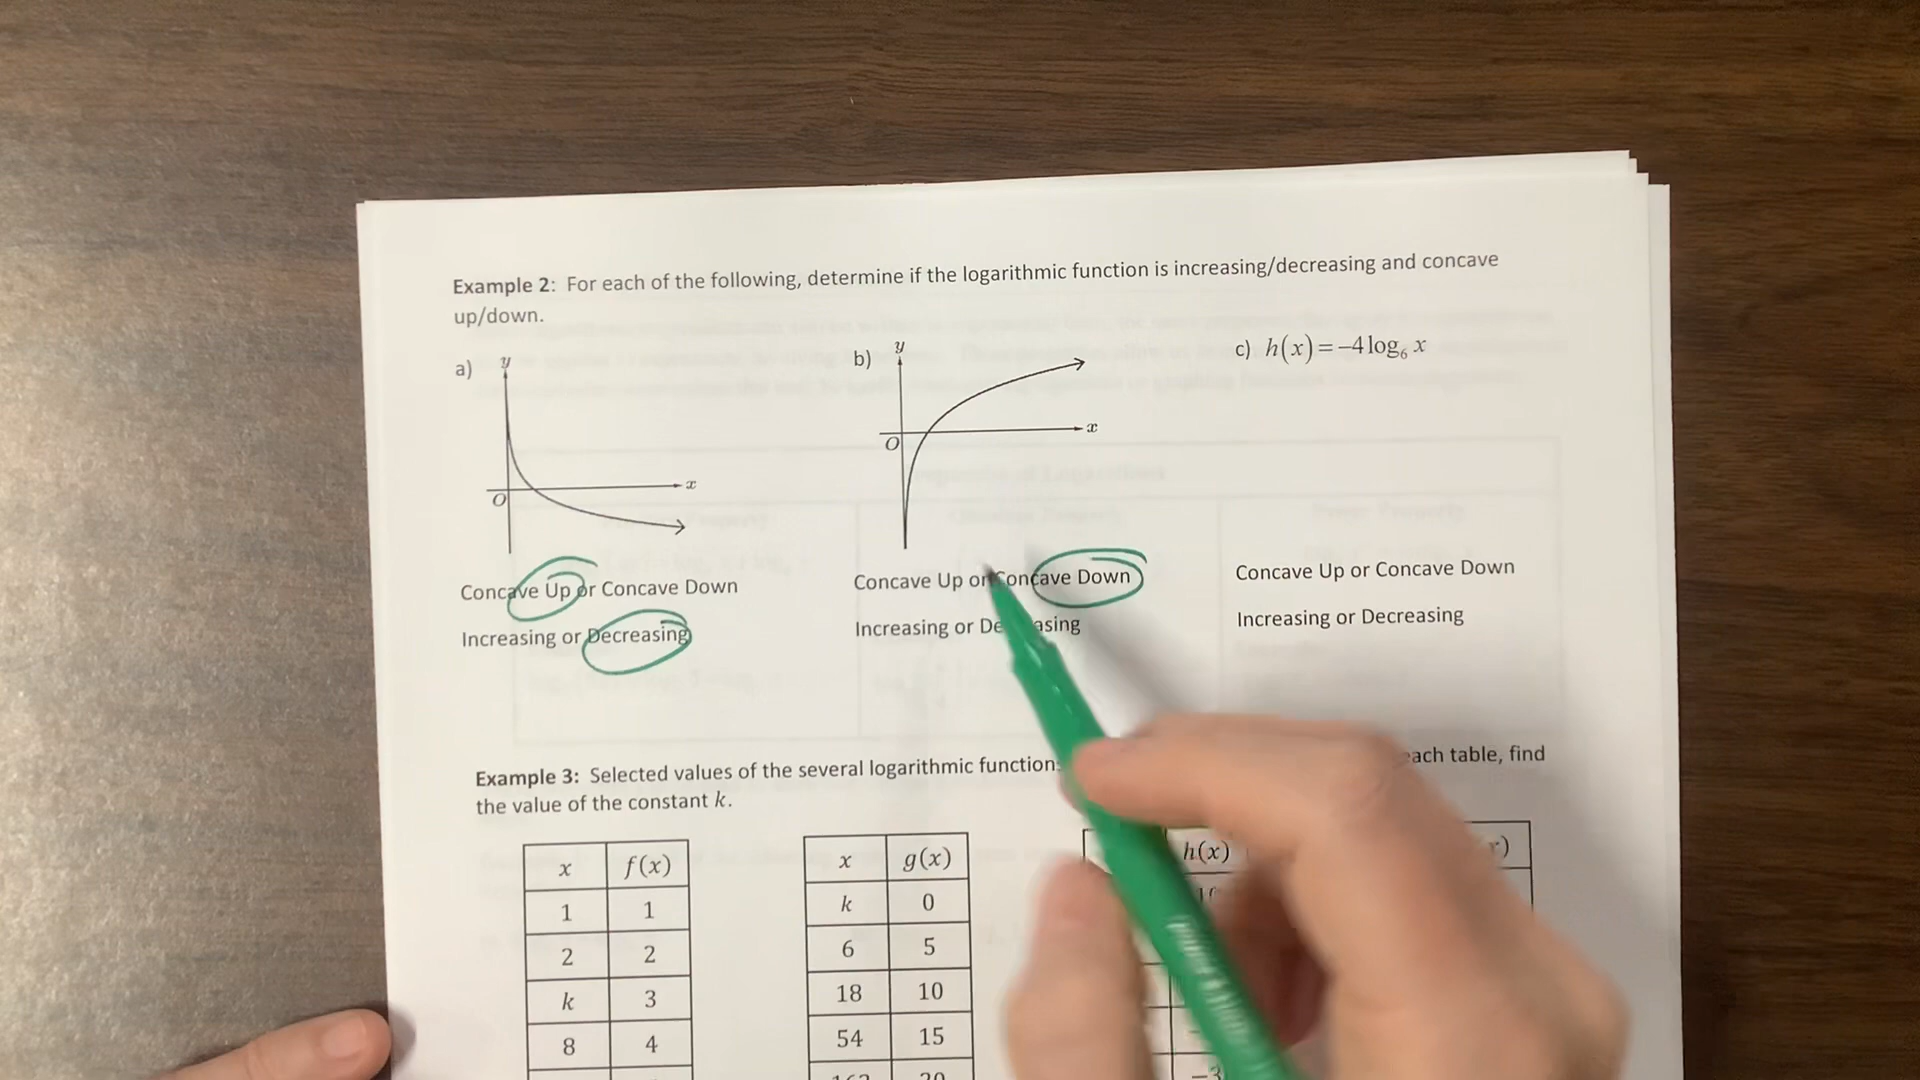 Example 2: For each of the following, determine if the logarithmic function is increasing/decreasing and concave
up/down.
a)
y
x
O
b)
y
x
O
c) h(x) = −4 log₆ x
Concave Up or Concave Down
Increasing or Decreasing
Concave Up or Concave Down
Increasing or
Concave Up or Concave Down
Increasing or Decreasing
Example 3: Selected values of the several logarithmic function
each table, find
the value of the constant k.
x f(x)
1 1
2 2
k 3
8 4
x g(x)
k 0
6 5
18 10
54 15
h(x)